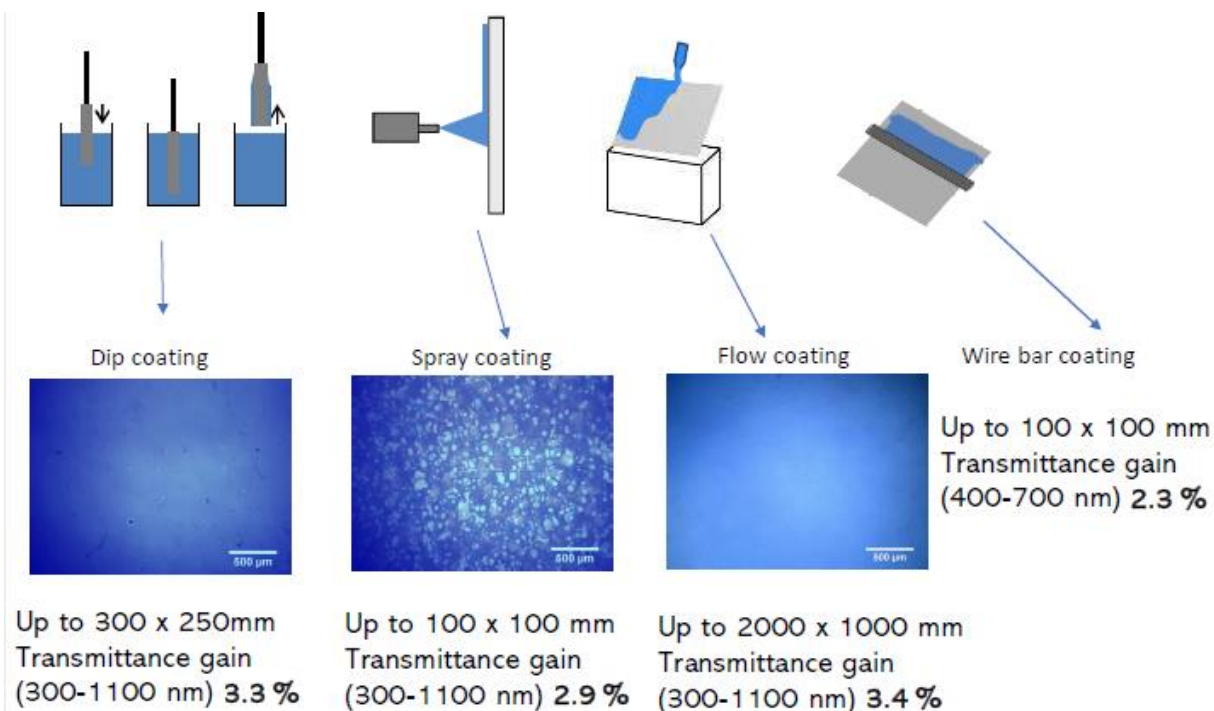 Dip coating
Spray coating
Flow coating
Wire bar coating
500 µm
500 µm
500 µm
Up to 100 x 100 mm
Transmittance gain
(400-700 nm) 2.3 %
Up to 300 x 250mm
Transmittance gain
(300-1100 nm) 3.3 %
Up to 100 x 100 mm
Transmittance gain
(300-1100 nm) 2.9 %
Up to 2000 x 1000 mm
Transmittance gain
(300-1100 nm) 3.4 %